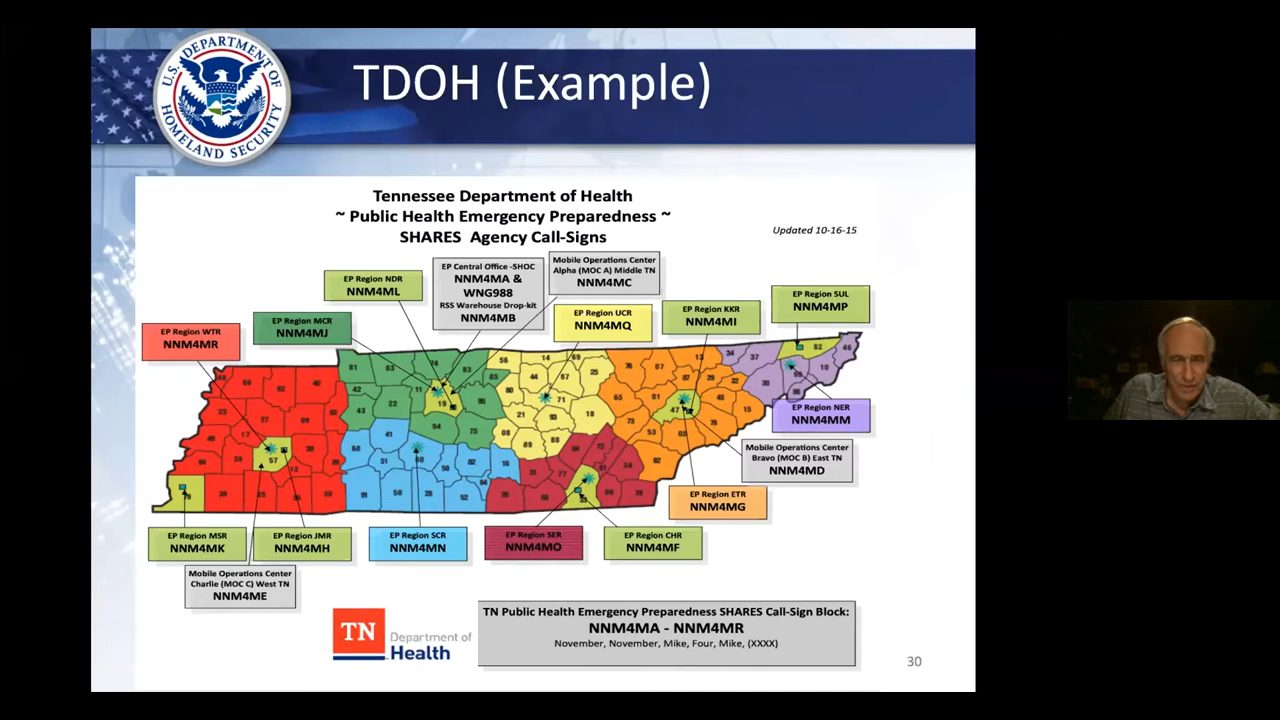 U.S. DEPARTMENT OF
HOMELAND SECURITY
TDOH (Example)
Tennessee Department of Health
~ Public Health Emergency Preparedness ~
SHARES Agency Call-Signs
Updated 10-16-15
EP Region NDR
NNM4ML
EP Central Office -SHOC
NNM4MA &
WNG988
RSS Warehouse Drop-kit
NNM4MB
Mobile Operations Center
Alpha (MOC A) Middle TN
NNM4MC
EP Region WTR
NNM4MR
EP Region MCR
NNM4MJ
EP Region UCR
NNM4MQ
EP Region KKR
NNM4MI
EP Region SUL
NNM4MP
EP Region NER
NNM4MM
Mobile Operations Center
Bravo (MOC B) East TN
NNM4MD
EP Region ETR
NNM4MG
EP Region MSR
NNM4MK
EP Region JMR
NNM4MH
EP Region SCR
NNM4MN
EP Region SER
NNM4MO
EP Region CHR
NNM4MF
Mobile Operations Center
Charlie (MOC C) West TN
NNM4ME
TN
Department of
Health
TN Public Health Emergency Preparedness SHARES Call-Sign Block:
NNM4MA - NNM4MR
November, November, Mike, Four, Mike, (XXXX)
30